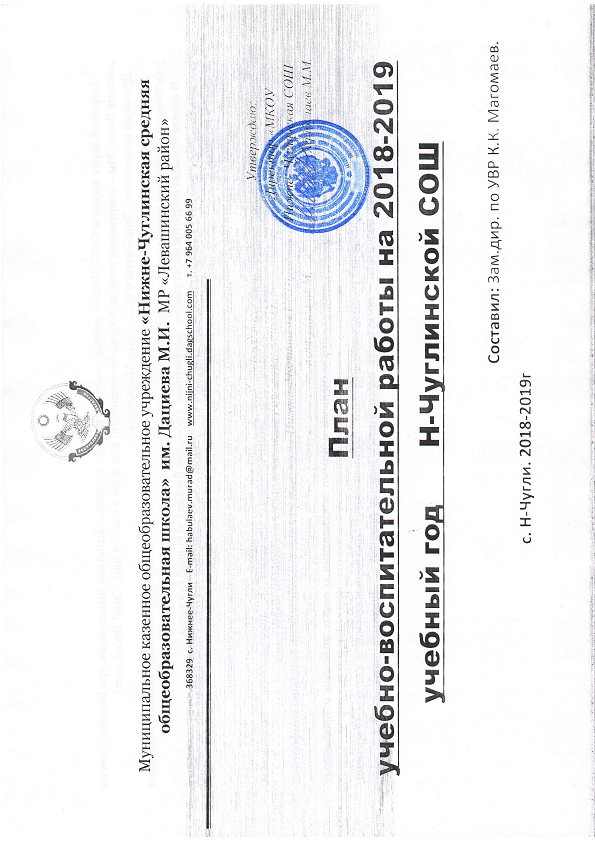 Муниципальное казенное общеобразовательное учреждение «Нижне-Чуглинская средняя
общеобразовательная школа» им. Дациева М.И. МР «Левашинский район»
368329 с. Нижнее-Чугли E-mail: habulaev.murad@mail.ru www.nijni-chugli.dagschool.com т. +7 964 005 66 99
Утверждаю:
Директор «МКОУ
СОШ
М.М.
План
учебно-воспитательной работы на 2018-2019
учебный год Н-Чуглинской СОШ
Составил: Зам.дир. по УВР К.К. Магомаев.
с. Н-Чугли. 2018-2019г